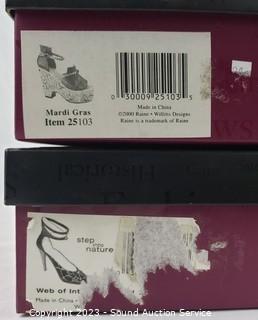 Mardi Gras
Item 25103
0 30009 25103 5
Made in China
©2000 Raine • Willitts Designs
Raine is a trademark of Raine
Historical
step
into
nature
Web of Int
Made in China
Copyright 2023 - Sound Auction Service